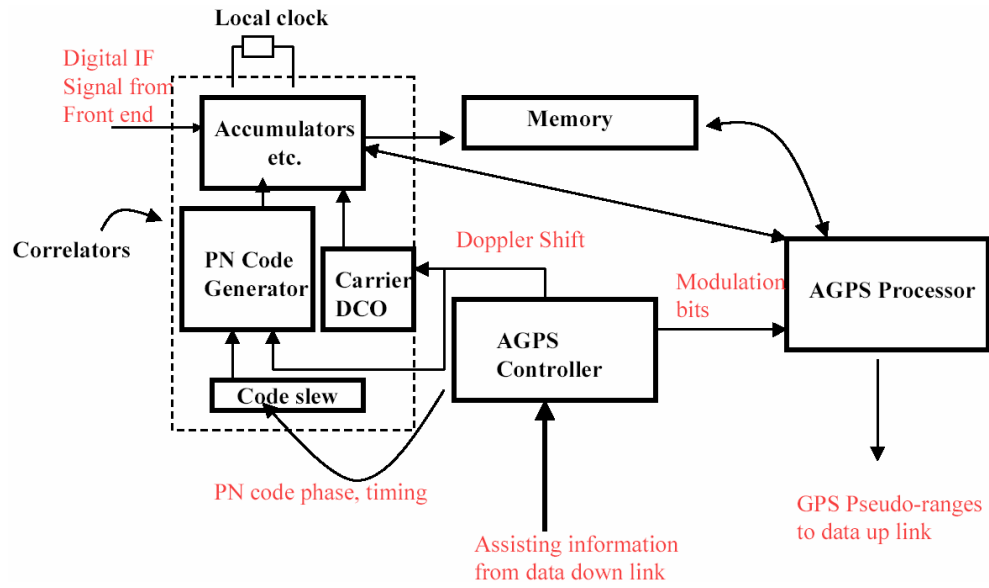 Local clock
Digital IF
Signal from
Front end
Accumulators
etc.
Memory
Correlators
PN Code
Generator
Carrier
DCO
Doppler Shift
Modulation
bits
AGPS Processor
AGPS
Controller
Code slew
PN code phase, timing
GPS Pseudo-ranges
to data up link
Assisting information
from data down link